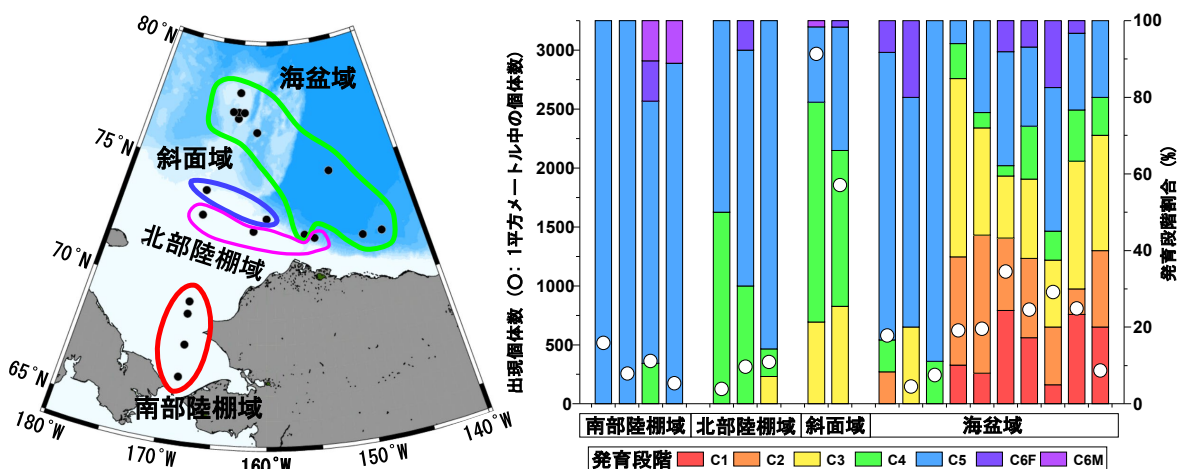 80°N
75°N
70°N
65°N
180°W
170°W
160°W
150°W
140°W
海盆域
斜面域
北部陸棚域
南部陸棚域
出現個体数 (○: 1平方メートル中の個体数)
3000
2500
2000
1500
1000
500
0
100
80
60
40
20
0
発育段階割合 (%)
南部陸棚域 北部陸棚域 斜面域 海盆域
発育段階 C1 C2 C3 C4 C5 C6F C6M